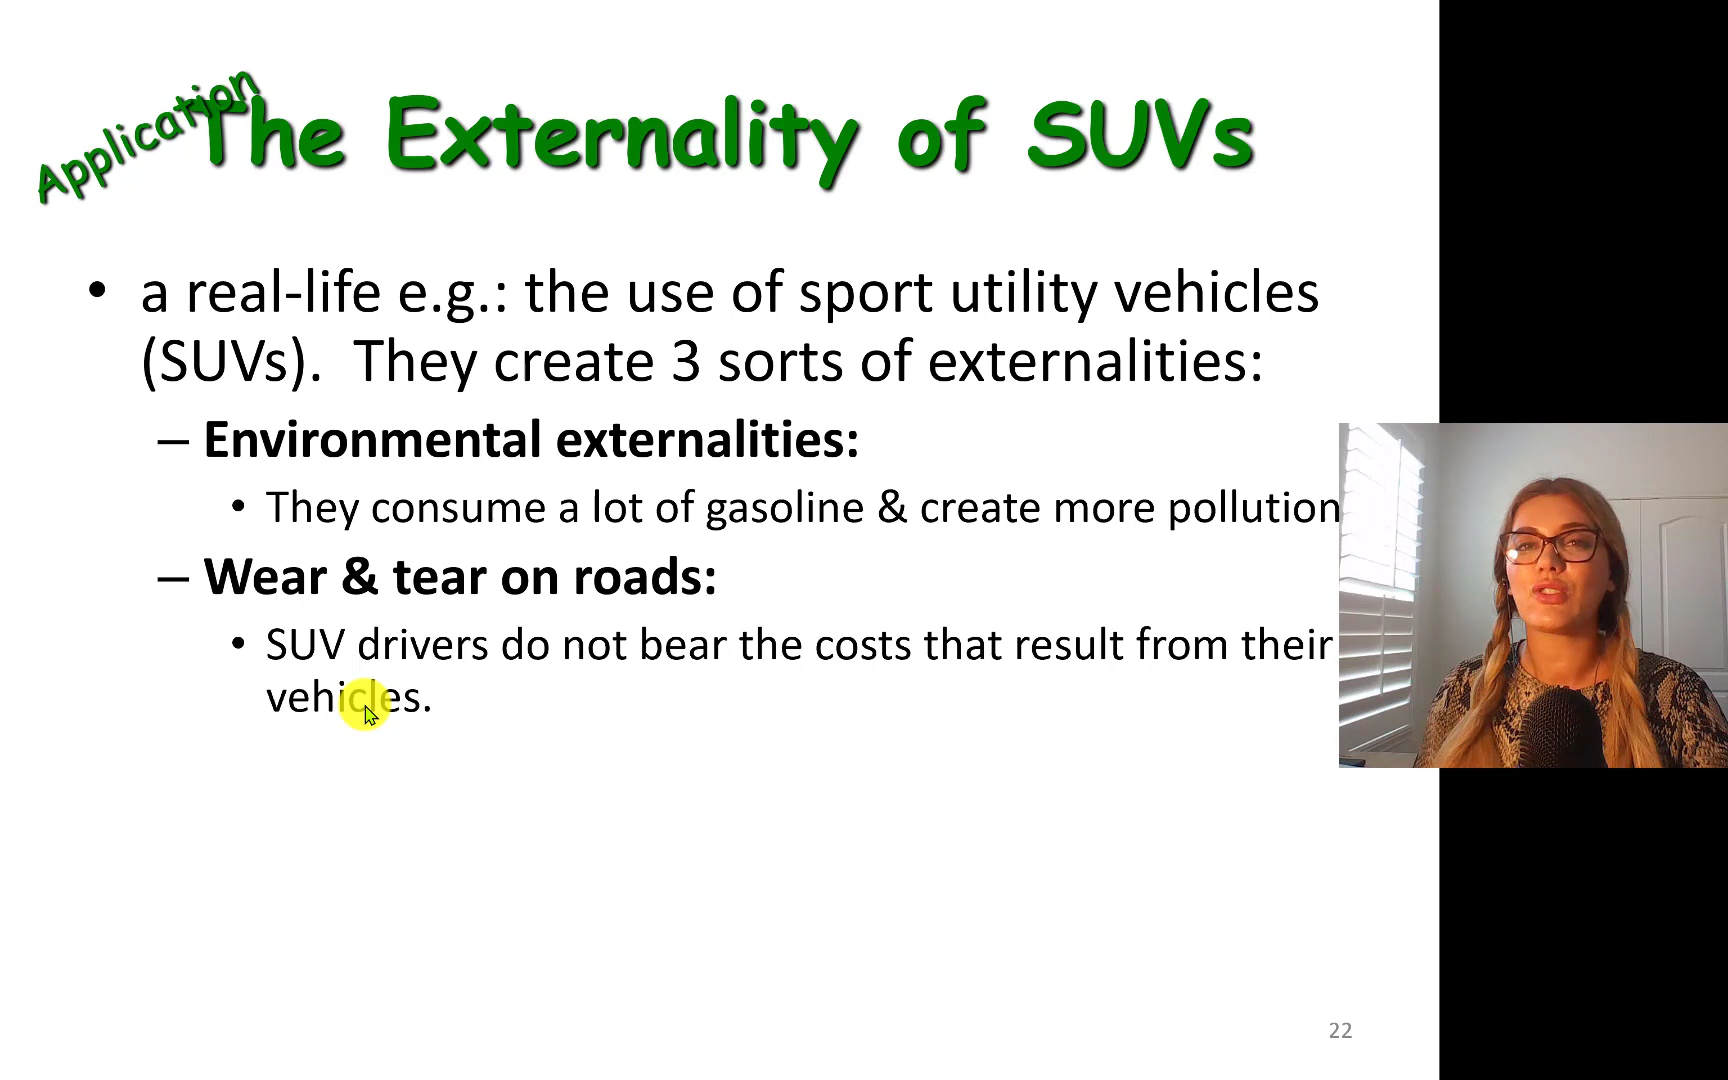 Application
The Externality of SUVs
• a real-life e.g.: the use of sport utility vehicles
(SUVs). They create 3 sorts of externalities:
– Environmental externalities:
• They consume a lot of gasoline & create more pollution
– Wear & tear on roads:
• SUV drivers do not bear the costs that result from their
vehicles.
22